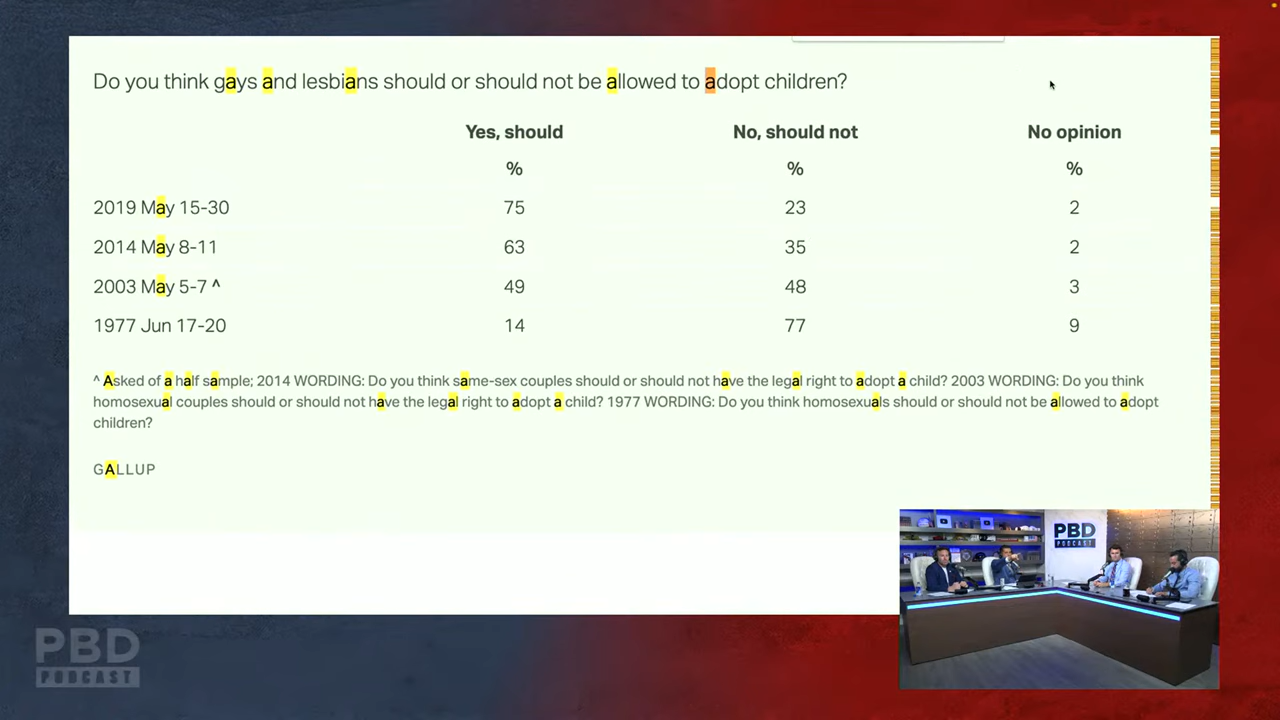 Do you think gays and lesbians should or should not be allowed to adopt children?
Yes, should No, should not No opinion
% % %
2019 May 15-30 75 23 2
2014 May 8-11 63 35 2
2003 May 5-7 ^ 49 48 3
1977 Jun 17-20 14 77 9
^ Asked of a half sample; 2014 WORDING: Do you think same-sex couples should or should not have the legal right to adopt a child? 2003 WORDING: Do you think
homosexual couples should or should not have the legal right to adopt a child? 1977 WORDING: Do you think homosexuals should or should not be allowed to adopt
children?
GALLUP
PBD
PODCAST
PBD
PODCAST